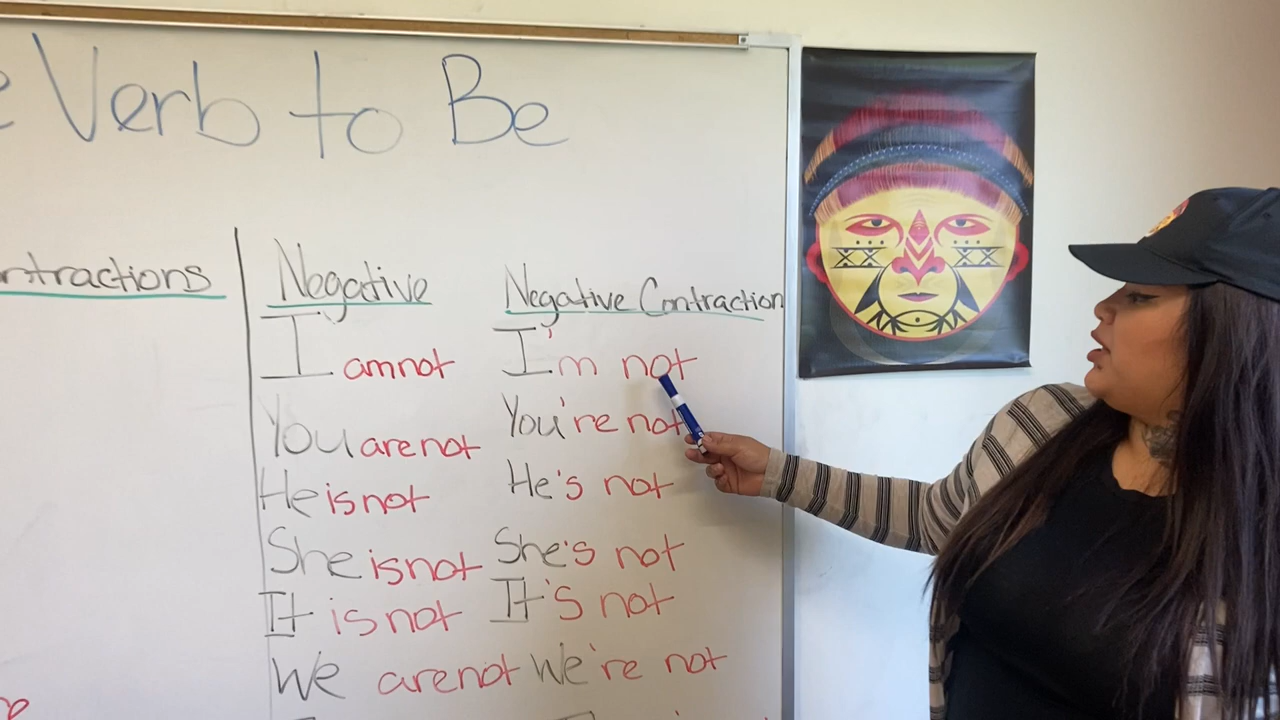 Verb to Be
ntractions
Negative Negative Contraction
I am not I'm not
You are not You're not
He is not He's not
She is not She's not
It is not It's not
We are not We're not